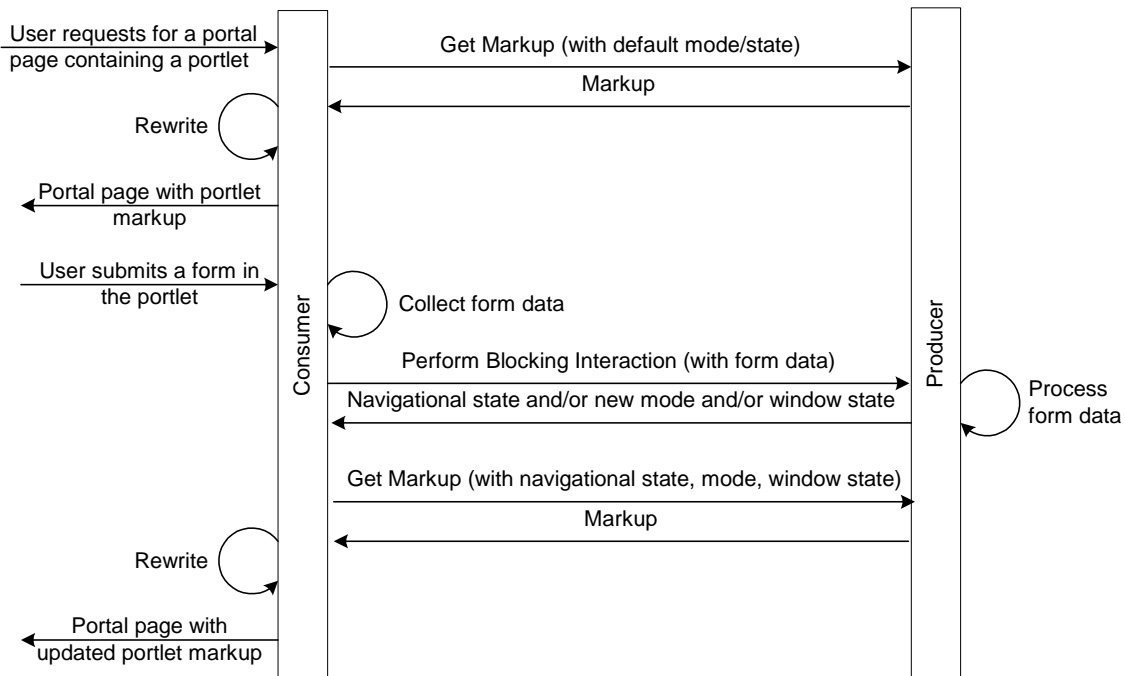 User requests for a portal
page containing a portlet
Get Markup (with default mode/state)
Markup
Rewrite
Portal page with portlet
markup
User submits a form in
the portlet
Collect form data
Consumer
Producer
Perform Blocking Interaction (with form data)
Navigational state and/or new mode and/or window state
Process
form data
Get Markup (with navigational state, mode, window state)
Markup
Rewrite
Portal page with
updated portlet markup